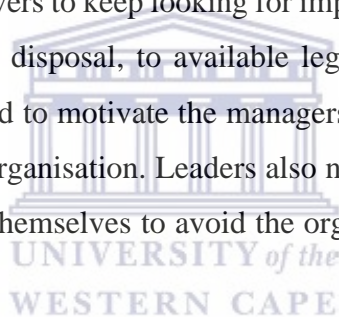 vers to keep looking for imp
disposal, to available leg
d to motivate the managers
rganisation. Leaders also n
hemselves to avoid the org
UNIVERSITY of the
WESTERN CAPE